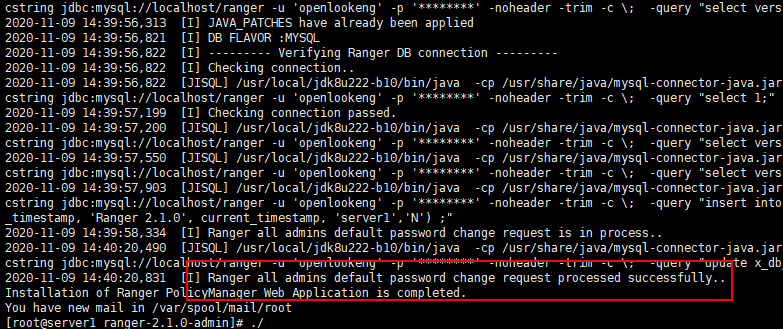 cstring jdbc:mysql://localhost/ranger -u 'openlookeng' -p '********' -noheader -trim -c \;  -query "select vers
2020-11-09 14:39:56,313  [I] JAVA_PATCHES have already been applied
2020-11-09 14:39:56,821  [I] DB FLAVOR :MYSQL
2020-11-09 14:39:56,822  [I] --------- Verifying Ranger DB connection ---------
2020-11-09 14:39:56,822  [I] Checking connection..
2020-11-09 14:39:56,822  [JISQL] /usr/local/jdk8u222-b10/bin/java  -cp /usr/share/java/mysql-connector-java.jar
cstring jdbc:mysql://localhost/ranger -u 'openlookeng' -p '********' -noheader -trim -c \;  -query "select 1;"
2020-11-09 14:39:57,199  [I] Checking connection passed.
2020-11-09 14:39:57,200  [JISQL] /usr/local/jdk8u222-b10/bin/java  -cp /usr/share/java/mysql-connector-java.jar
cstring jdbc:mysql://localhost/ranger -u 'openlookeng' -p '********' -noheader -trim -c \;  -query "select vers
2020-11-09 14:39:57,550  [JISQL] /usr/local/jdk8u222-b10/bin/java  -cp /usr/share/java/mysql-connector-java.jar
cstring jdbc:mysql://localhost/ranger -u 'openlookeng' -p '********' -noheader -trim -c \;  -query "select vers
2020-11-09 14:39:57,903  [JISQL] /usr/local/jdk8u222-b10/bin/java  -cp /usr/share/java/mysql-connector-java.jar
cstring jdbc:mysql://localhost/ranger -u 'openlookeng' -p '********' -noheader -trim -c \;  -query "insert into
_timestamp, 'Ranger 2.1.0', current_timestamp, 'server1','N') ;"
2020-11-09 14:39:58,334  [I] Ranger all admins default password change request is in process..
2020-11-09 14:40:20,490  [JISQL] /usr/local/jdk8u222-b10/bin/java  -cp /usr/share/java/mysql-connector-java.jar
cstring jdbc:mysql://localhost/ranger -u 'openlookeng' -p '********' -noheader -trim -c \;  -query "update x_db
2020-11-09 14:40:20,831  [I] Ranger all admins default password change request processed successfully..
Installation of Ranger PolicyManager Web Application is completed.
You have new mail in /var/spool/mail/root
[root@server1 ranger-2.1.0-admin]# ./